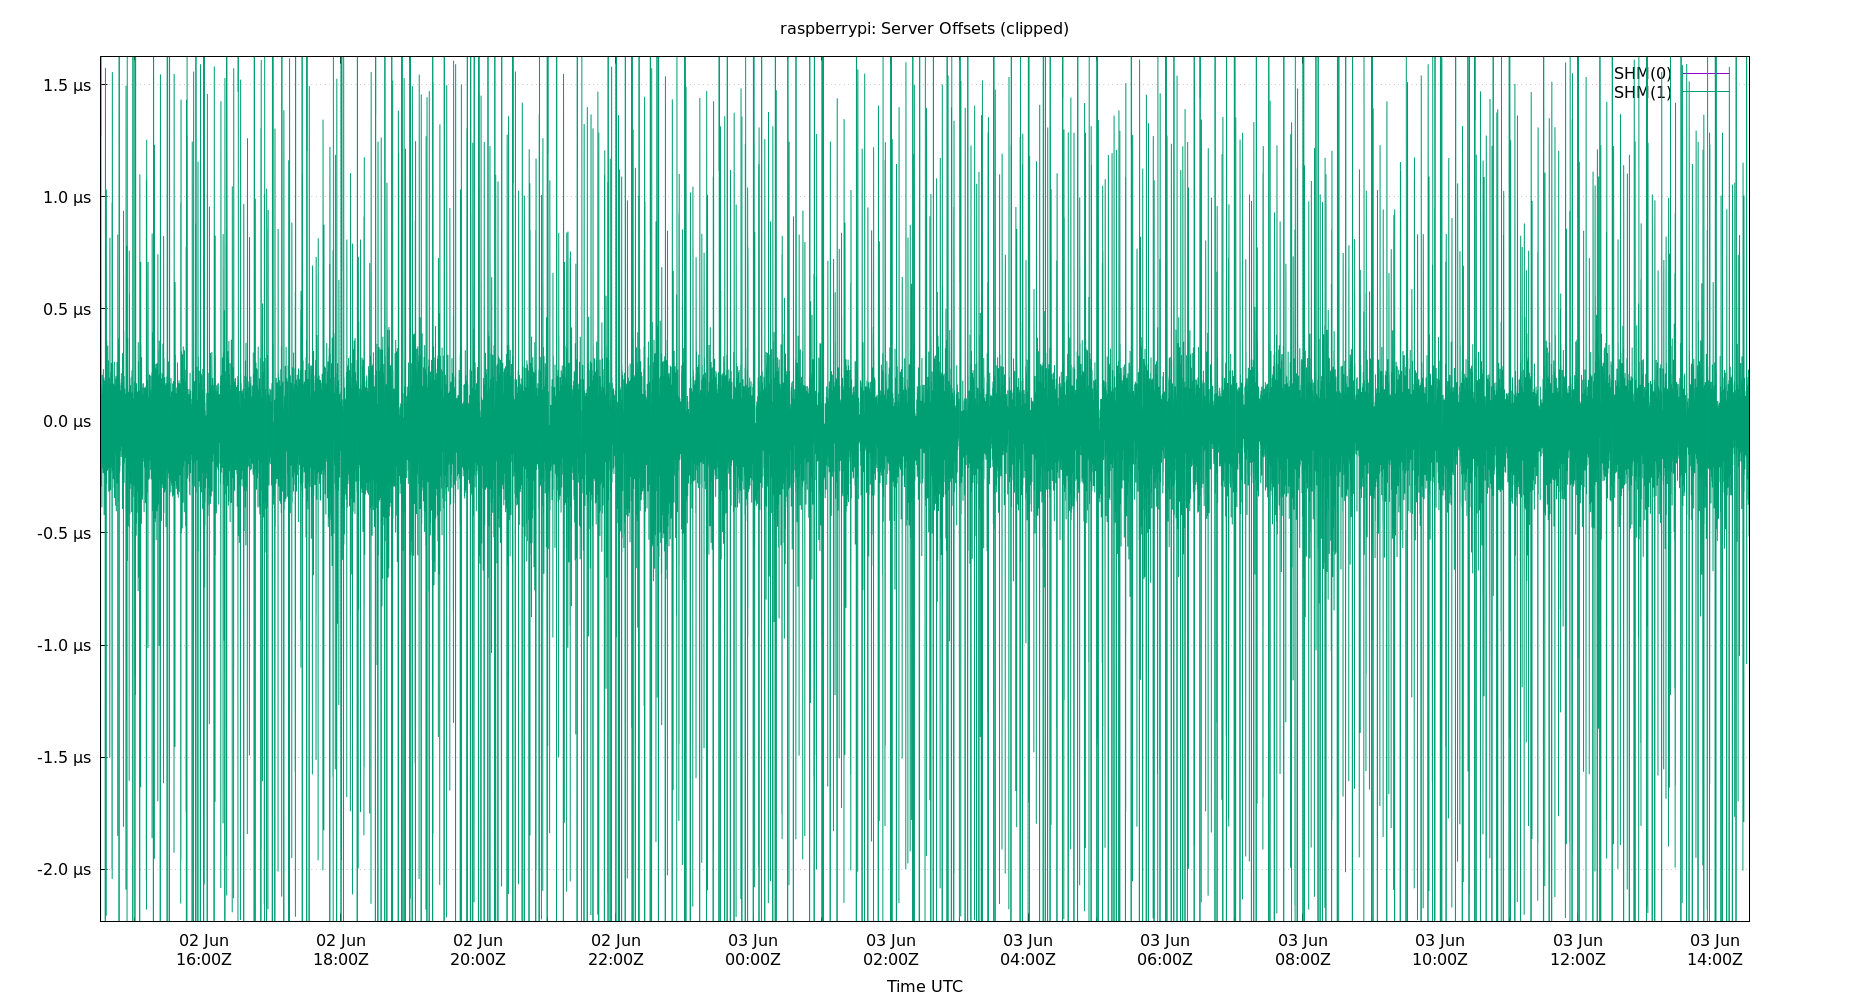 raspberrypi: Server Offsets (clipped)
SHM(0)
SHM(1)
1.5 µs
1.0 µs
0.5 µs
0.0 µs
-0.5 µs
-1.0 µs
-1.5 µs
-2.0 µs
02 Jun 02 Jun 02 Jun 02 Jun 03 Jun 03 Jun 03 Jun 03 Jun 03 Jun 03 Jun 03 Jun 03 Jun
16:00Z 18:00Z 20:00Z 22:00Z 00:00Z 02:00Z 04:00Z 06:00Z 08:00Z 10:00Z 12:00Z 14:00Z
Time UTC